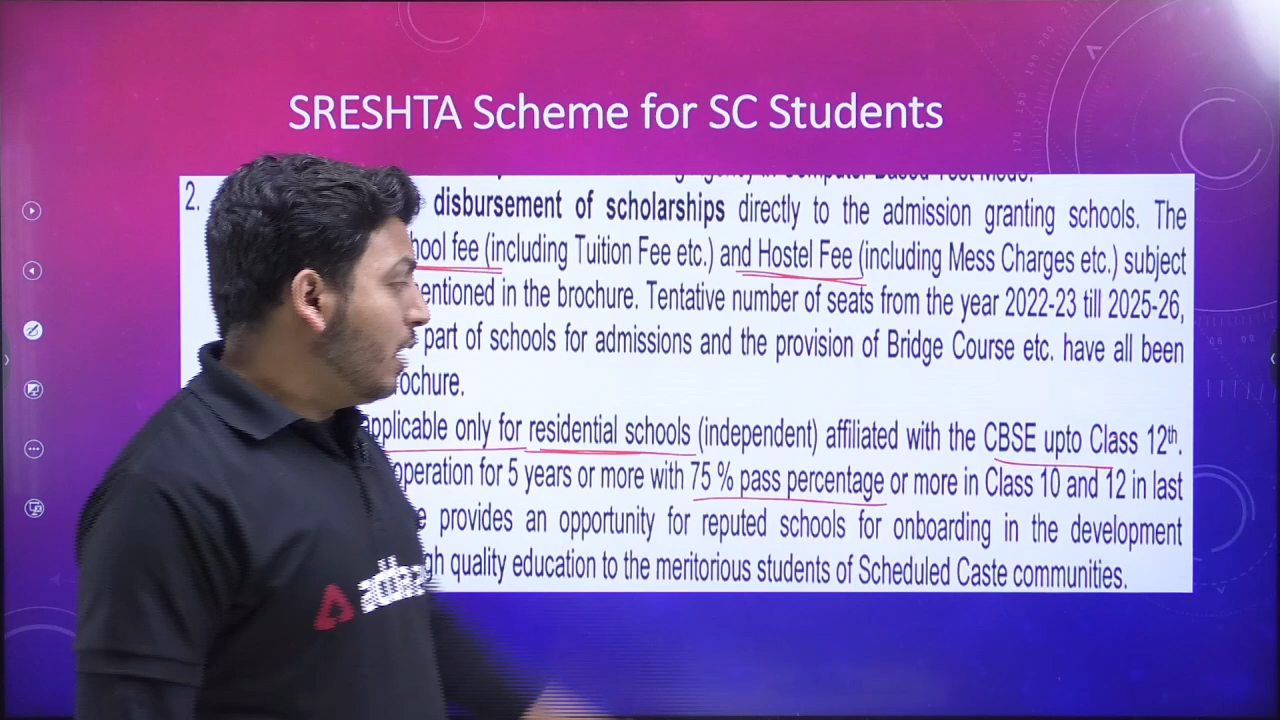 SRESHTA Scheme for SC Students
2. disbursement of scholarships directly to the admission granting schools. The
hool fee (including Tuition Fee etc.) and Hostel Fee (including Mess Charges etc.) subject
entioned in the brochure. Tentative number of seats from the year 2022-23 till 2025-26,
part of schools for admissions and the provision of Bridge Course etc. have all been
ochure.
applicable only for residential schools (independent) affiliated with the CBSE upto Class 12th.
operation for 5 years or more with 75 % pass percentage or more in Class 10 and 12 in last
e provides an opportunity for reputed schools for onboarding in the development
gh quality education to the meritorious students of Scheduled Caste communities.